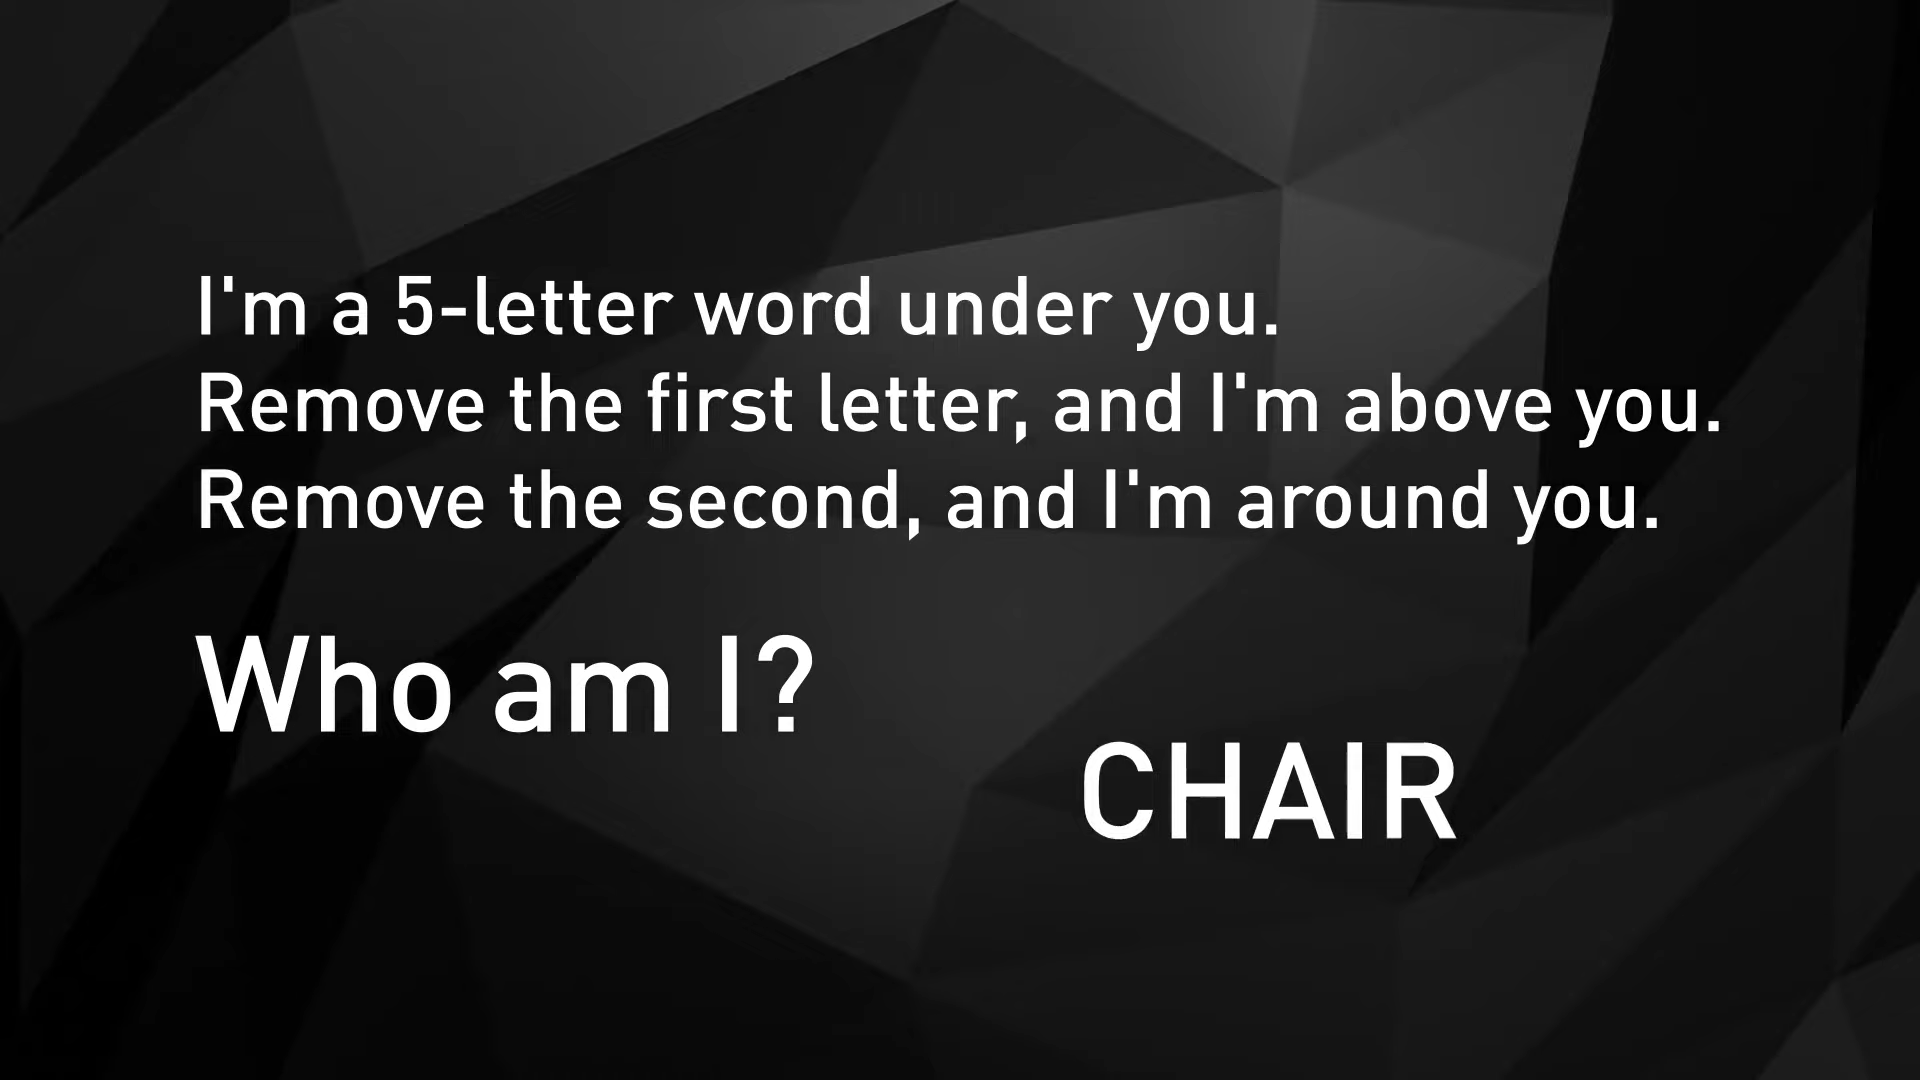 I'm a 5-letter word under you.
Remove the first letter, and I'm above you.
Remove the second, and I'm around you.
Who am I?
CHAIR